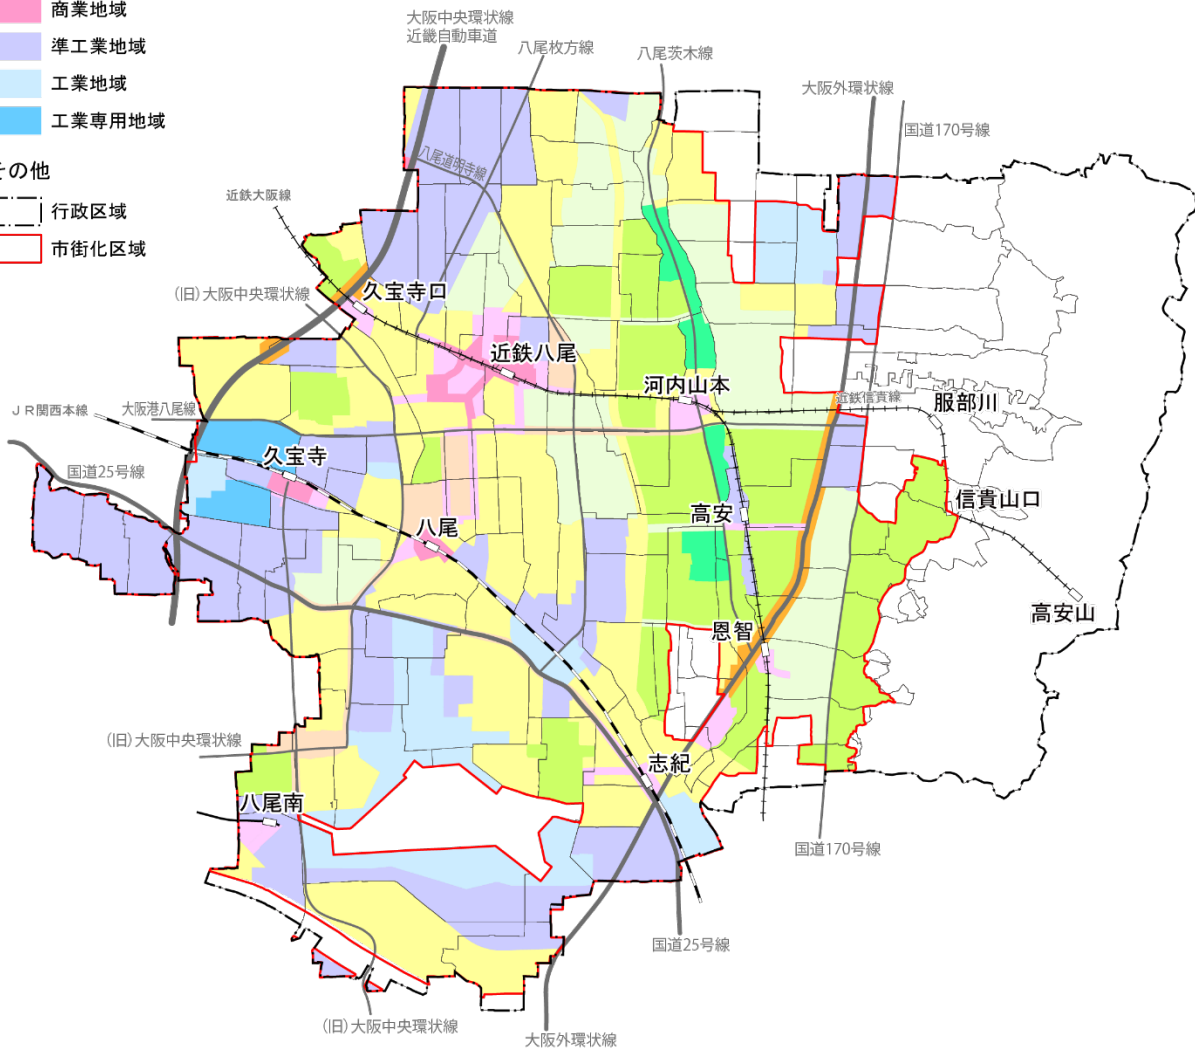 商業地域
準工業地域
工業地域
工業専用地域
その他
行政区域
市街化区域
大阪中央環状線
近畿自動車道
八尾枚方線
八尾茨木線
大阪外環状線
国道170号線
八尾道明寺線
近鉄大阪線
(旧)大阪中央環状線
久宝寺口
近鉄八尾
河内山本
近鉄信貴線
服部川
JR関西本線
大阪港八尾線
久宝寺
国道25号線
信貴山口
高安
八尾
高安山
恩智
(旧)大阪中央環状線
志紀
八尾南
国道170号線
国道25号線
(旧)大阪中央環状線
大阪外環状線